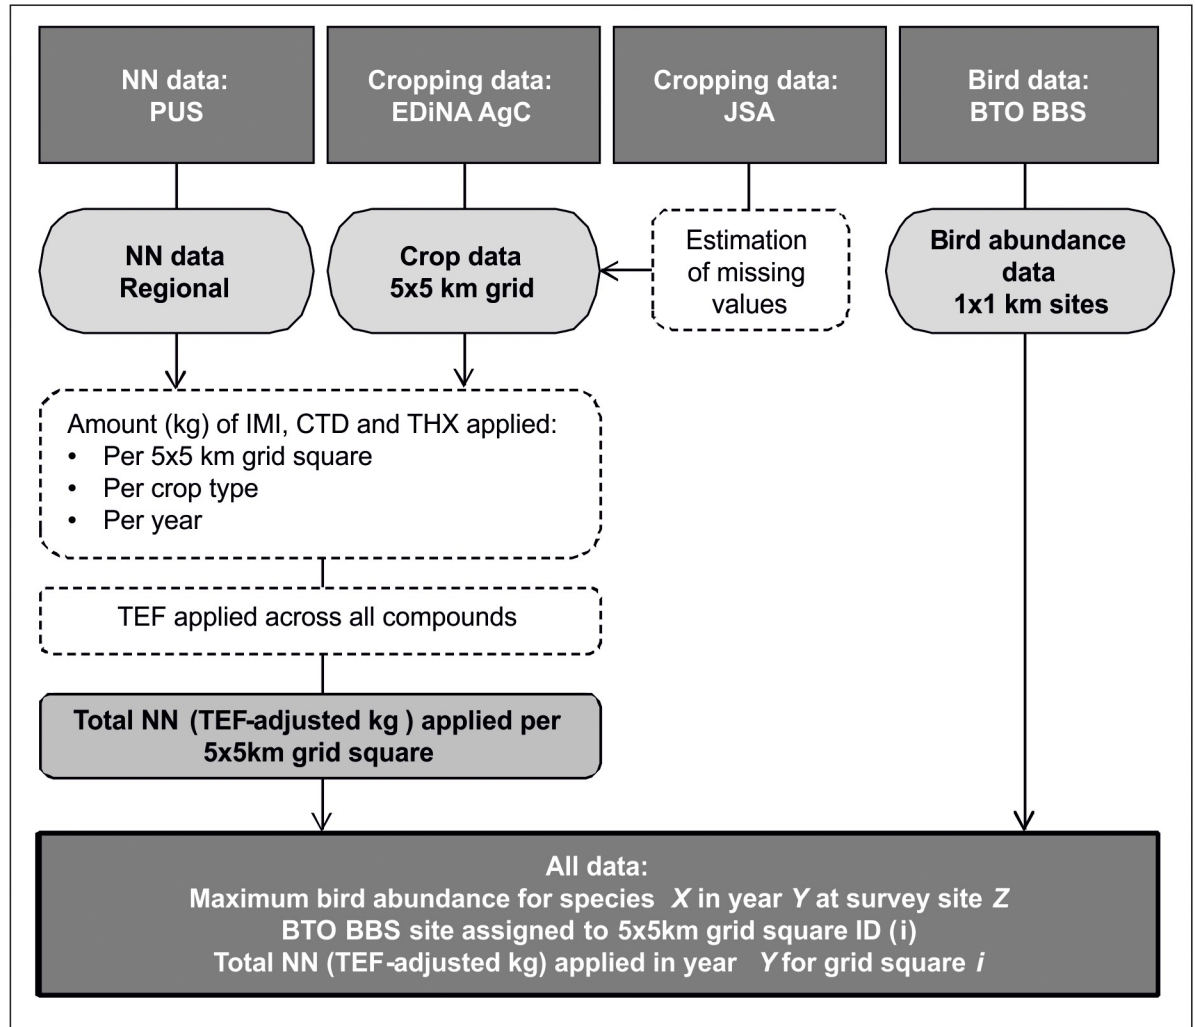 NN data:
PUS
Cropping data:
EDiNA AgC
Cropping data:
JSA
Bird data:
BTO BBS
NN data
Regional
Crop data
5x5 km grid
Estimation
of missing
values
Bird abundance
data
1x1 km sites
Amount (kg) of IMI, CTD and THX applied:
• Per 5x5 km grid square
• Per crop type
• Per year
TEF applied across all compounds
Total NN (TEF-adjusted kg ) applied per
5x5km grid square
All data:
Maximum bird abundance for species X in year Y at survey site Z
BTO BBS site assigned to 5x5km grid square ID (i)
Total NN (TEF-adjusted kg) applied in year Y for grid square i